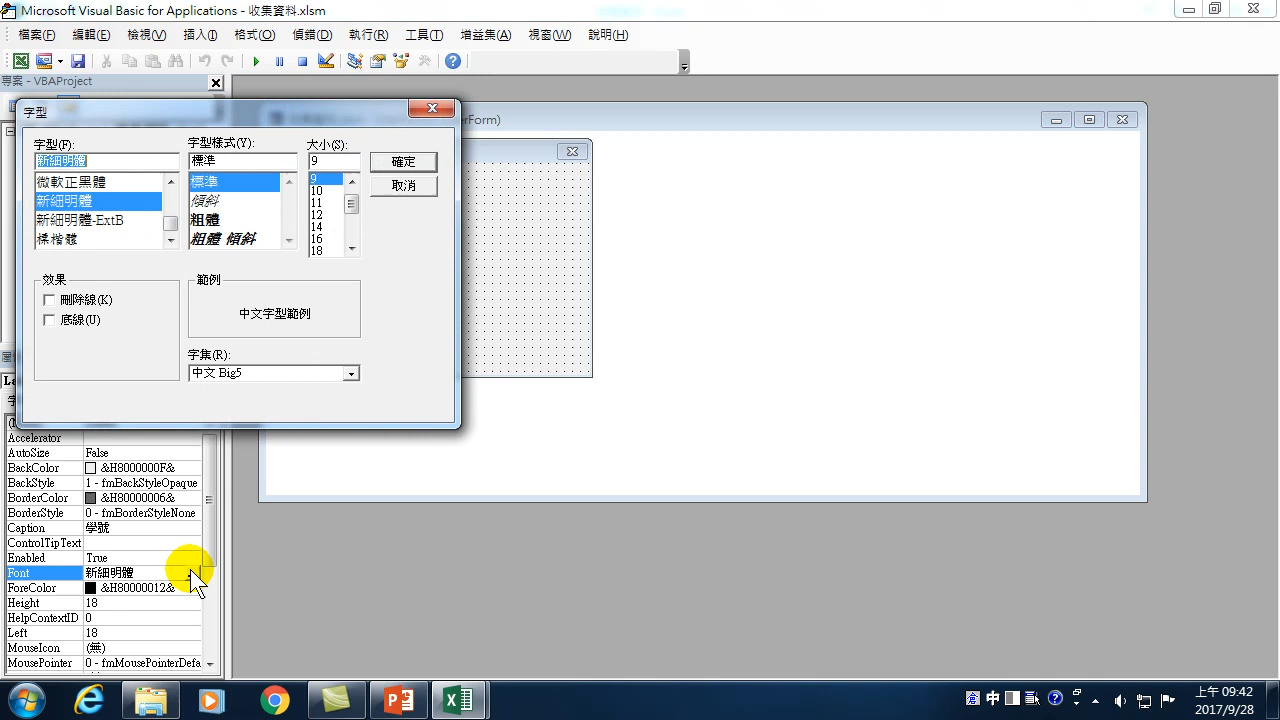 Microsoft Visual Basic for Applications - 收集資料.xlsm
檔案(F) 編輯(E) 檢視(V) 插入(I) 格式(O) 偵錯(D) 執行(R) 工具(T) 增益集(A) 視窗(W) 說明(H)
專案 - VBAProject
字型
erForm)
字型(F): 字型樣式(Y): 大小(S):
新細明體 標準 9 確定
微軟正黑體 標準 9 取消
新細明體 傾斜 10
新細明體-ExtB 粗體 11
標楷體 粗體 傾斜 12
14
16
18
效果 範例
刪除線(K)
底線(U) 中文字型範例
字集(R):
中文 Big5
Accelerator
AutoSize False
BackColor &H8000000F&
BackStyle 1 - fmBackStyleOpaque
BorderColor &H80000006&
BorderStyle 0 - fmBorderStyleNone
Caption 學號
ControlTipText
Enabled True
Font 新細明體
ForeColor &H80000012&
Height 18
HelpContextID 0
Left 18
MouseIcon (無)
MousePointer 0 - fmMousePointerDefa
中
上午 09:42
2017/9/28